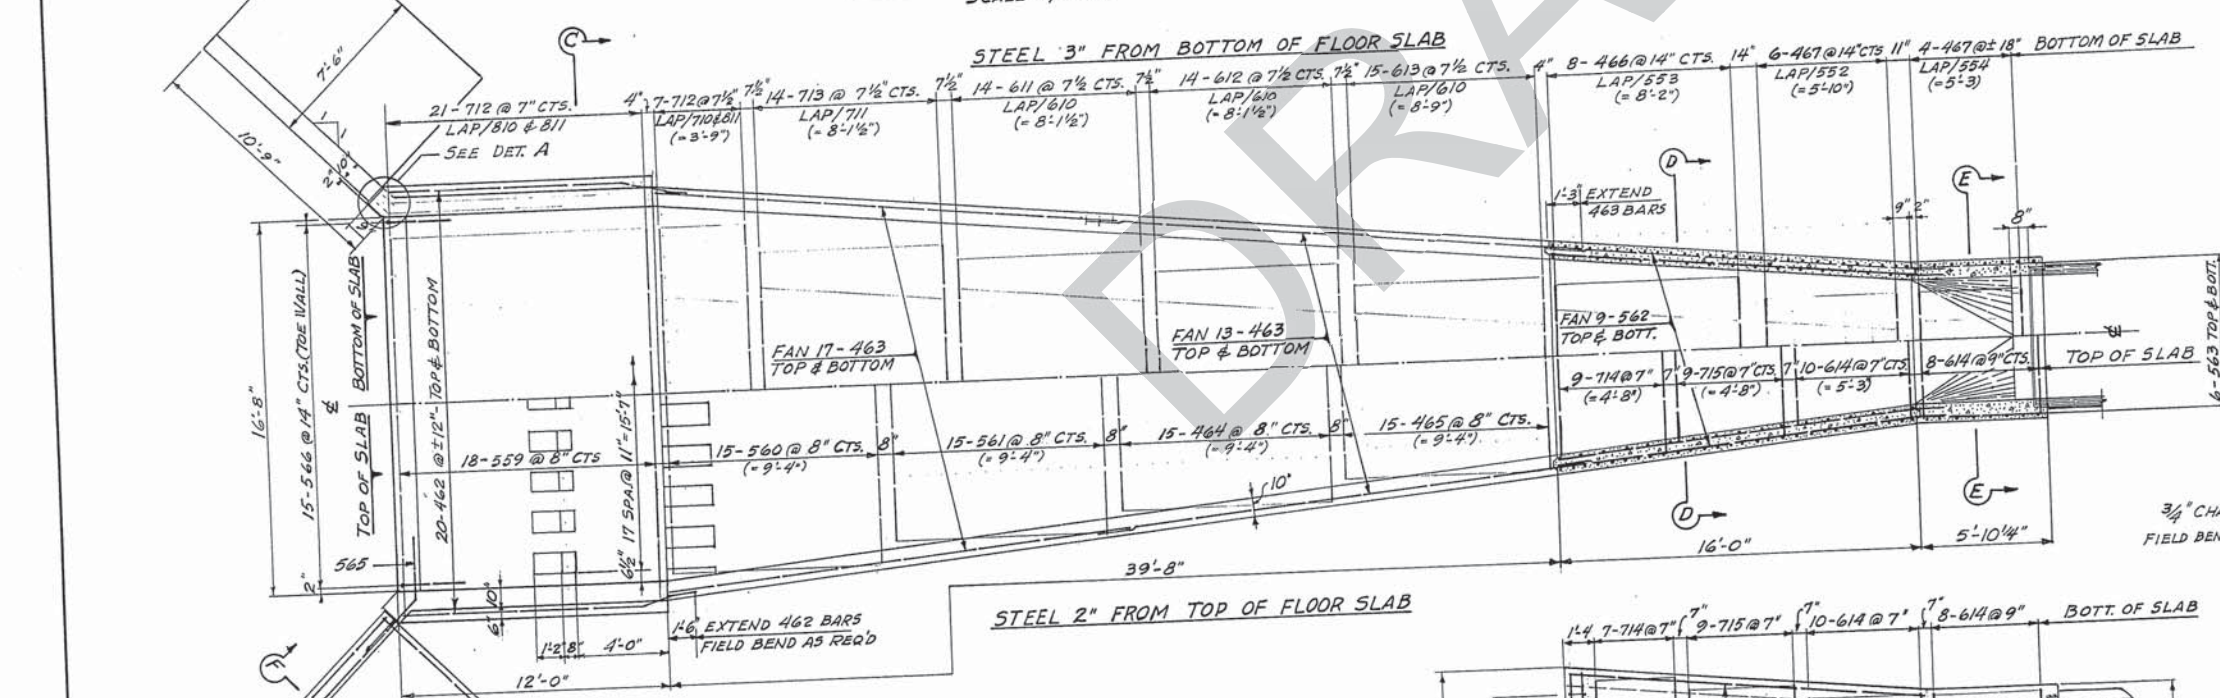 STEEL 3" FROM BOTTOM OF FLOOR SLAB
C
7'-6"
10'-9"
10"
2"
1
1
21-712 @ 7" CTS.
LAP/810 & 811
SEE DET. A
4"
7-712@7½"
LAP/710&811
(=3'-9")
7½"
14-713 @ 7½" CTS.
LAP/711
(= 8'-1½")
7½"
14-611 @ 7½" CTS.
LAP/610
(= 8'-1½")
7½"
14-612 @ 7½" CTS.
LAP/610
(= 8'-1½")
7½"
15-613 @ 7½" CTS.
LAP/610
(= 8'-9")
4"
8-466@14" CTS.
LAP/553
(= 8'-2")
14"
6-467@14"CTS
LAP/552
(=5'-10")
11"
4-467@±18"
LAP/554
(=5'-3)
BOTTOM OF SLAB
D
E
1'-3" EXTEND
463 BARS
9" 2"
8"
DRA
16'-8"
15-566 @ 14" CTS. (TOE WALL)
2"
BOTTOM OF SLAB
TOP OF SLAB
20-462 @±12"-TOP & BOTTOM
FAN 17-463
TOP & BOTTOM
FAN 13-463
TOP & BOTTOM
FAN 9-562
TOP & BOTT.
9-714@7"
(=4'-8")
7"
9-715@7"CTS.
(=4'-8")
7"
10-614@7"CTS.
(= 5'-3)
8-614@9"CTS.
TOP OF SLAB
6-563 TOP & BOTT.
18-559 @ 8" CTS
6½" 17 SPA @ 11"=15'-7"
15-560 @ 8" CTS.
(=9'-4")
8"
15-561 @ 8" CTS.
(=9'-4")
8"
15-464 @ 8" CTS.
(=9'-4")
8"
15-465 @ 8" CTS.
(=9'-4")
10"
565
6" 10"
D
E
16'-0"
5'-10¼"
¾" CHA
FIELD BEN
39'-8"
STEEL 2" FROM TOP OF FLOOR SLAB
1'-6" EXTEND 462 BARS
FIELD BEND AS REQ'D
1'-2" 8" 4'-0"
12'-0"
F
1'-4 7-714@7" 7" 9-715@7" 7" 10-614@7" 7" 8-614@9" BOTT. OF SLAB